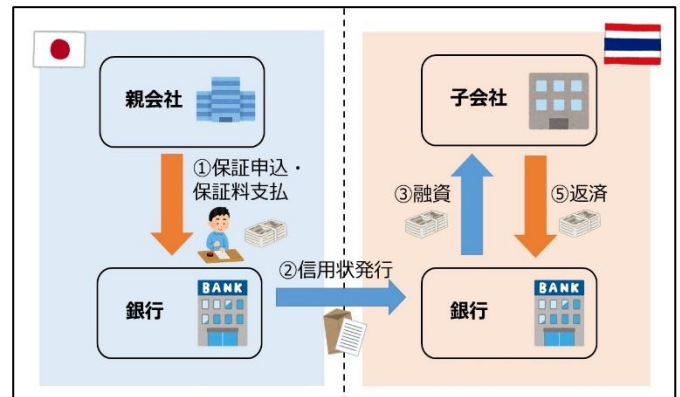 親会社
①保証申込・
保証料支払
銀行
BANK
②信用状発行
子会社
③融資
⑤返済
銀行
BANK